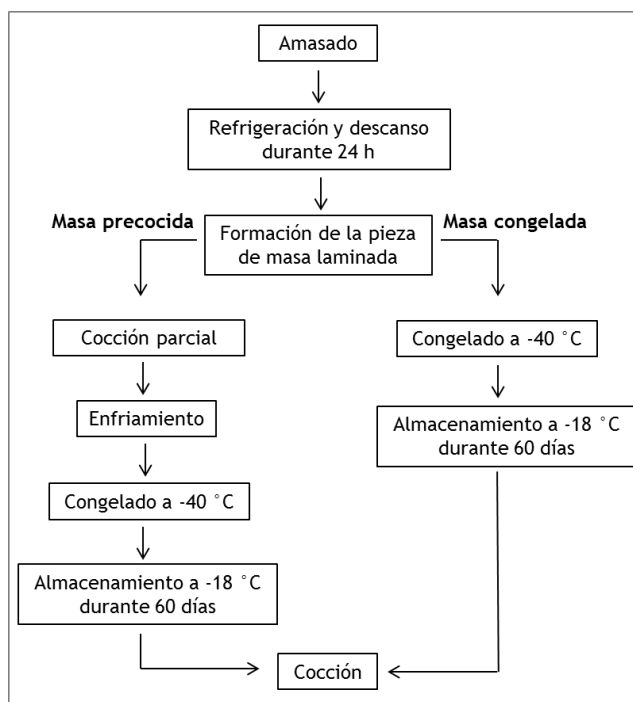 Amasado
Refrigeración y descanso
durante 24 h
Masa precocida
Formación de la pieza
de masa laminada
Masa congelada
Cocción parcial
Enfriamiento
Congelado a -40 °C
Almacenamiento a -18 °C
durante 60 días
Congelado a -40 °C
Almacenamiento a -18 °C
durante 60 días
Cocción